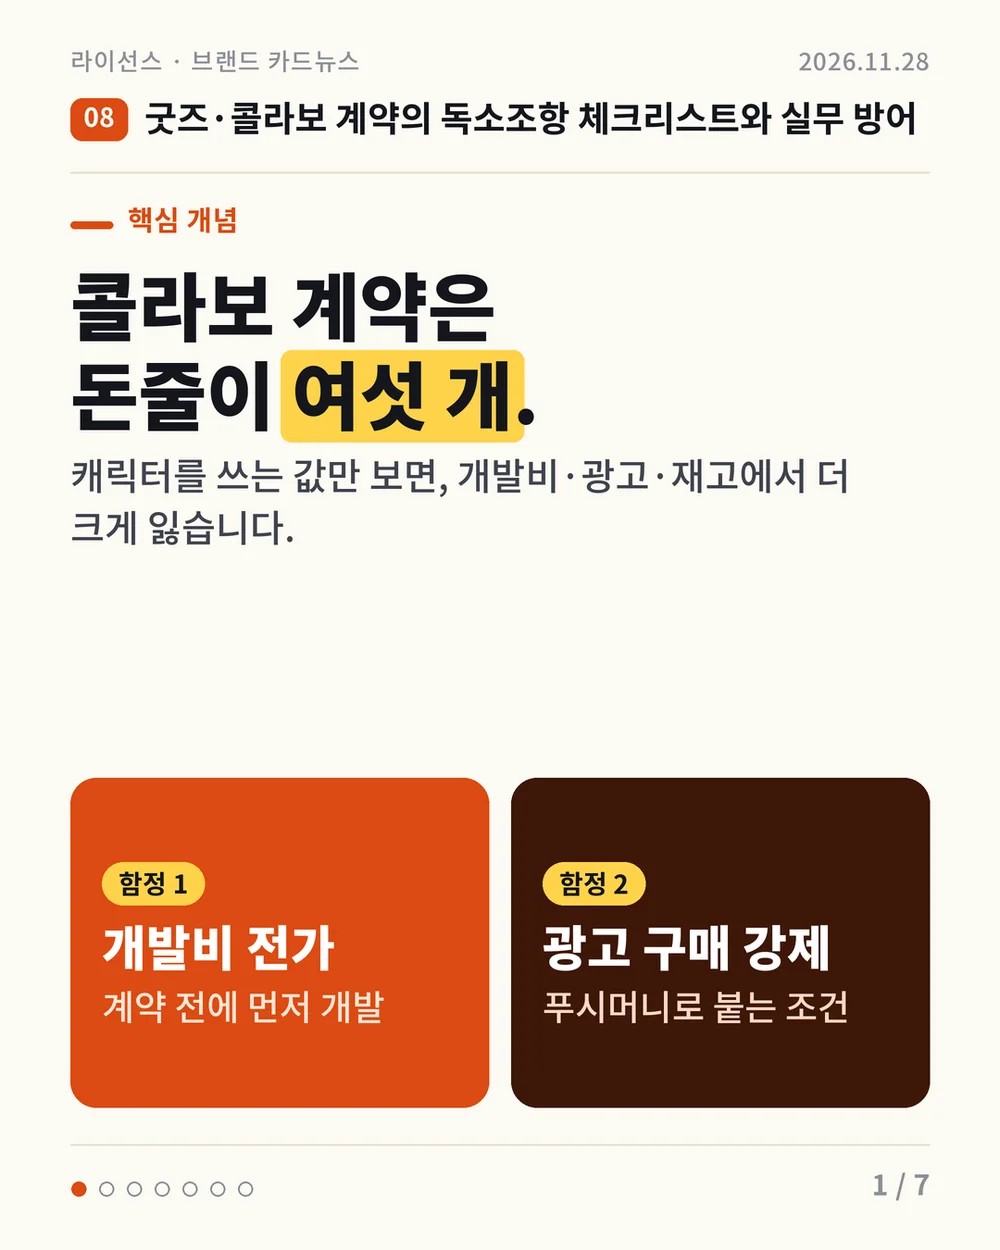 라이선스 · 브랜드 카드뉴스
2026.11.28
08 굿즈·콜라보 계약의 독소조항 체크리스트와 실무 방어
핵심 개념
콜라보 계약은
돈줄이 여섯 개.
캐릭터를 쓰는 값만 보면, 개발비·광고·재고에서 더
크게 잃습니다.
함정 1
개발비 전가
계약 전에 먼저 개발
함정 2
광고 구매 강제
푸시머니로 붙는 조건
1 / 7